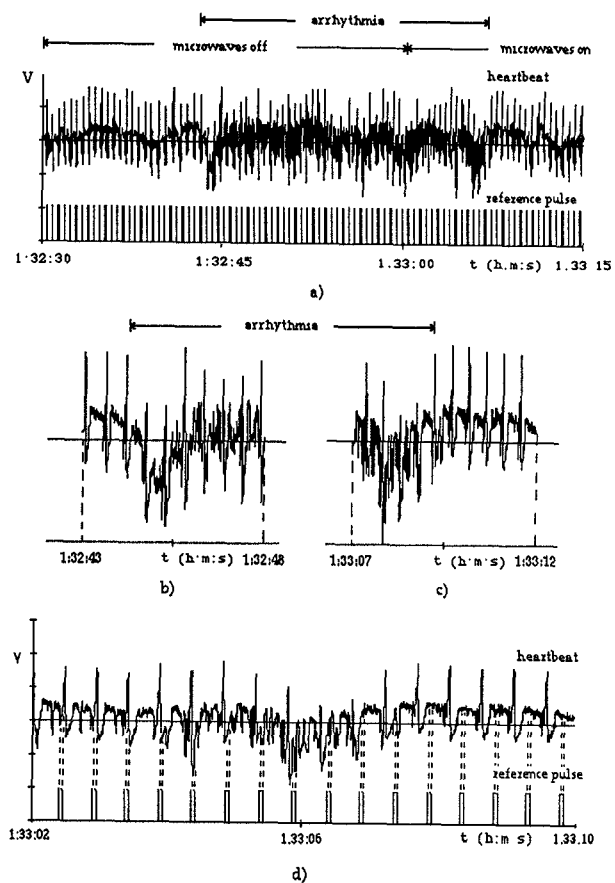 arrhythmia
microwaves off microwaves on
V heartbeat
reference pulse
1:32:30 1:32:45 1.33:00 t (h.m:s) 1.33 15
a)
arrhythmia
1:32:43 t (h·m:s) 1:32:48 1:33:07 t (h·m·s) 1:33:12
b) c)
V heartbeat
reference pulse
1:33:02 1.33:06 t (h:m:s) 1:33.10
d)